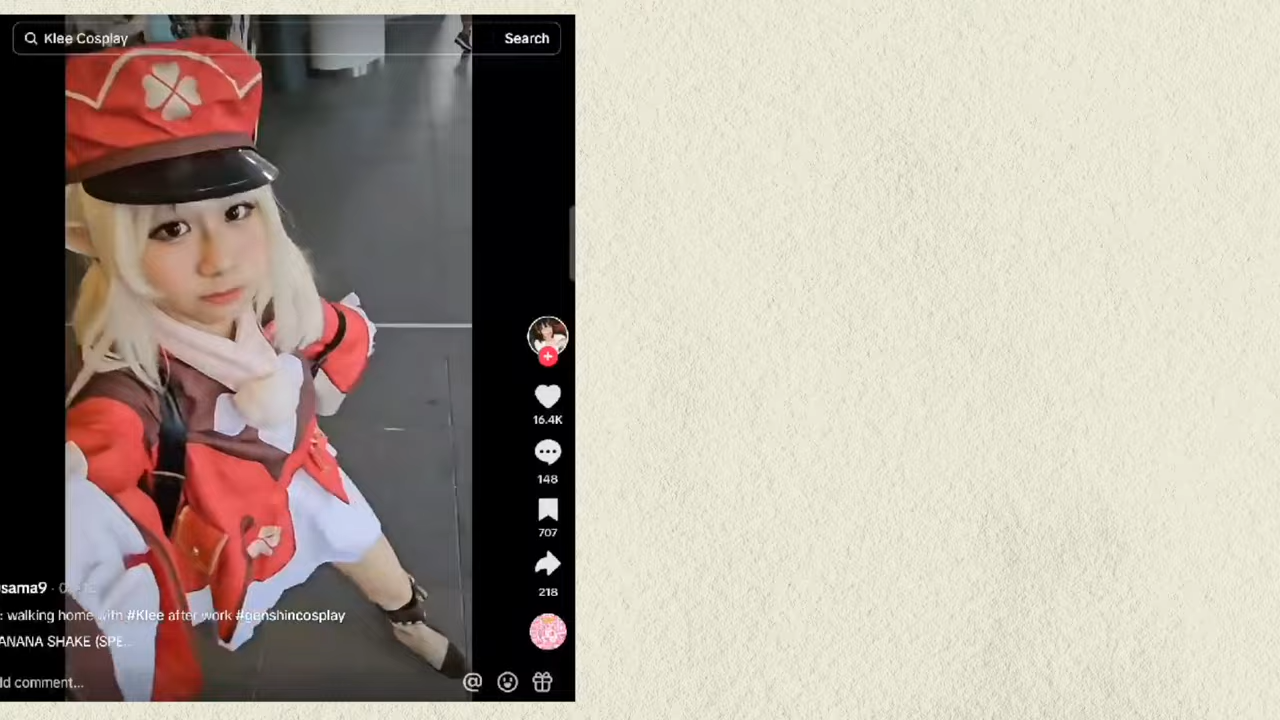 Klee Cosplay
Search
16.4K
148
707
218
sama9
: walking home with #Klee after work #genshincosplay
ANANA SHAKE (SPE...
dd comment...